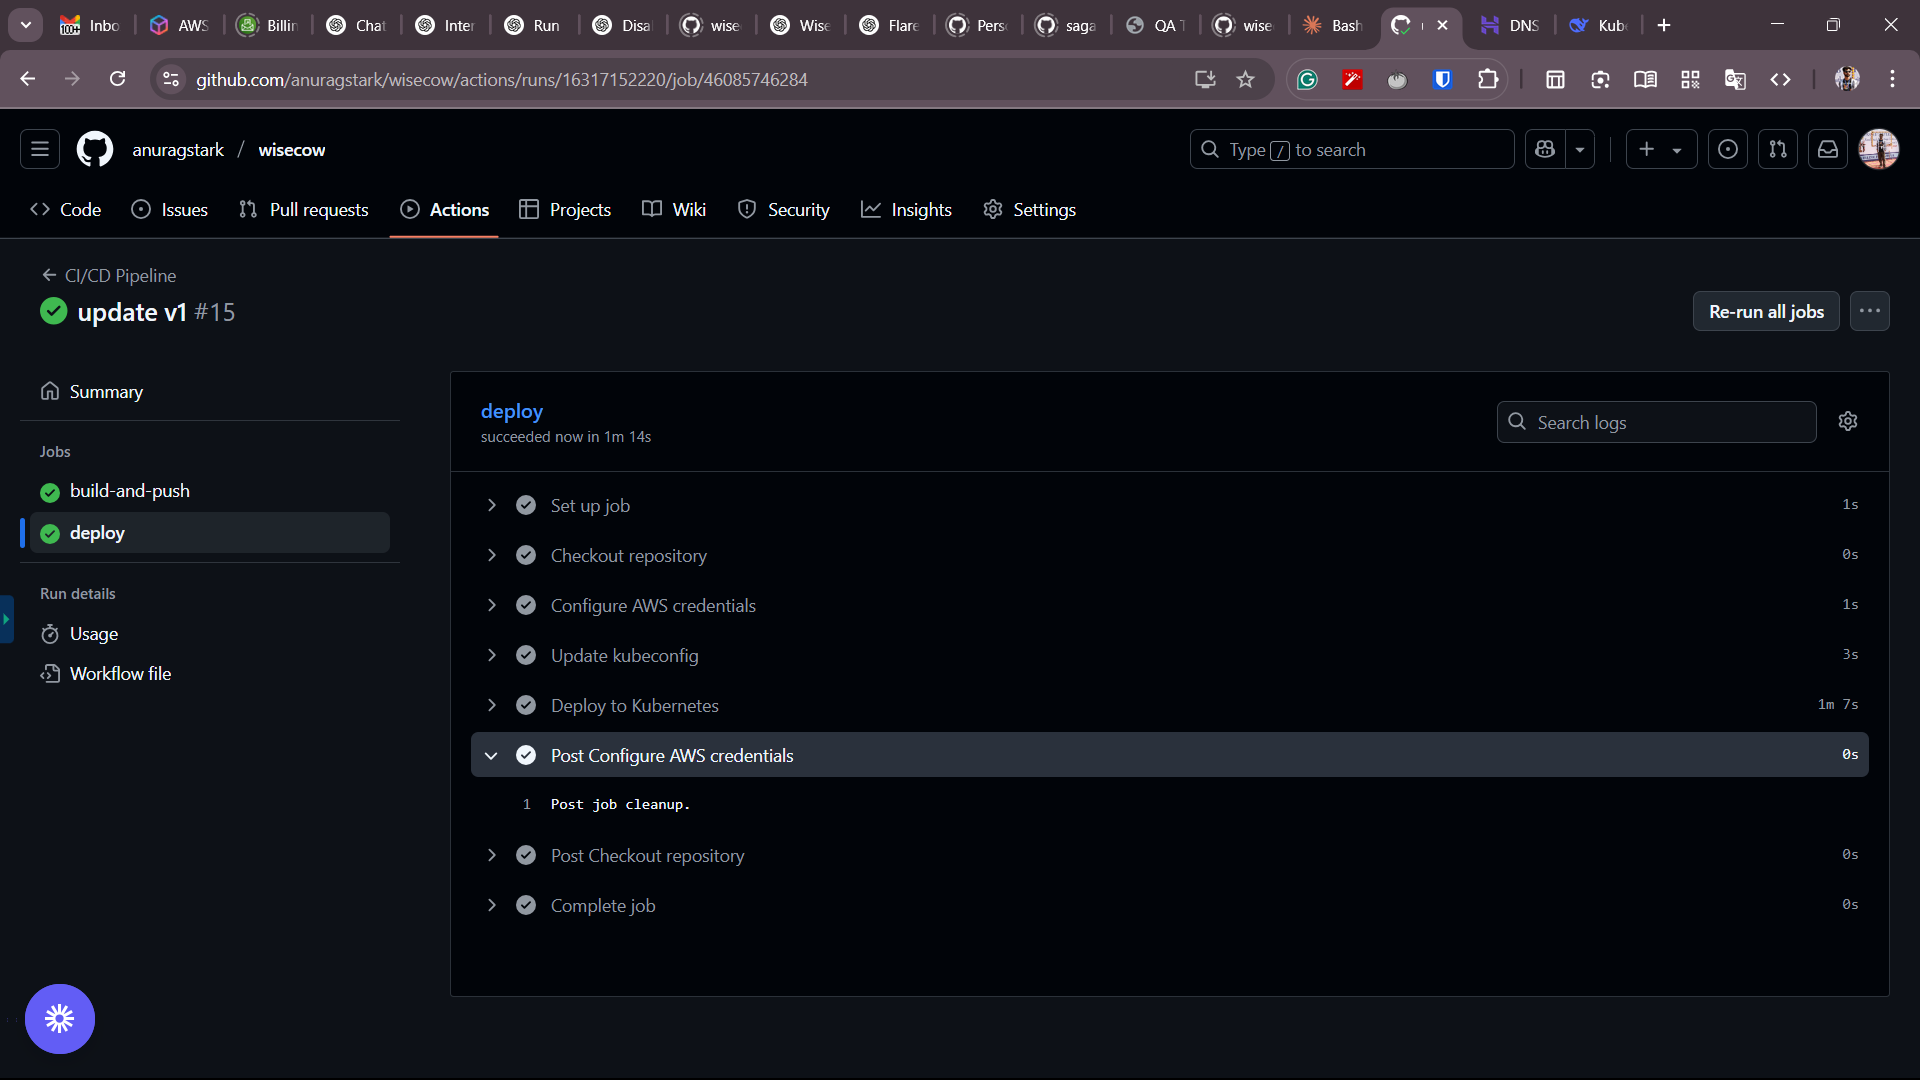 100+ Inbo
AWS
Billin
Chat
Inter
Run
Disal
wise
Wise
Flare
Pers
saga
QA T
wise
Bash
DNS
Kube
github.com/anuragstark/wisecow/actions/runs/16317152220/job/46085746284
anuragstark / wisecow
Type / to search
Code
Issues
Pull requests
Actions
Projects
Wiki
Security
Insights
Settings
CI/CD Pipeline
update v1 #15
Re-run all jobs
Summary
Jobs
build-and-push
deploy
Run details
Usage
Workflow file
deploy
succeeded now in 1m 14s
Search logs
Set up job 1s
Checkout repository 0s
Configure AWS credentials 1s
Update kubeconfig 3s
Deploy to Kubernetes 1m 7s
Post Configure AWS credentials 0s
1 Post job cleanup.
Post Checkout repository 0s
Complete job 0s